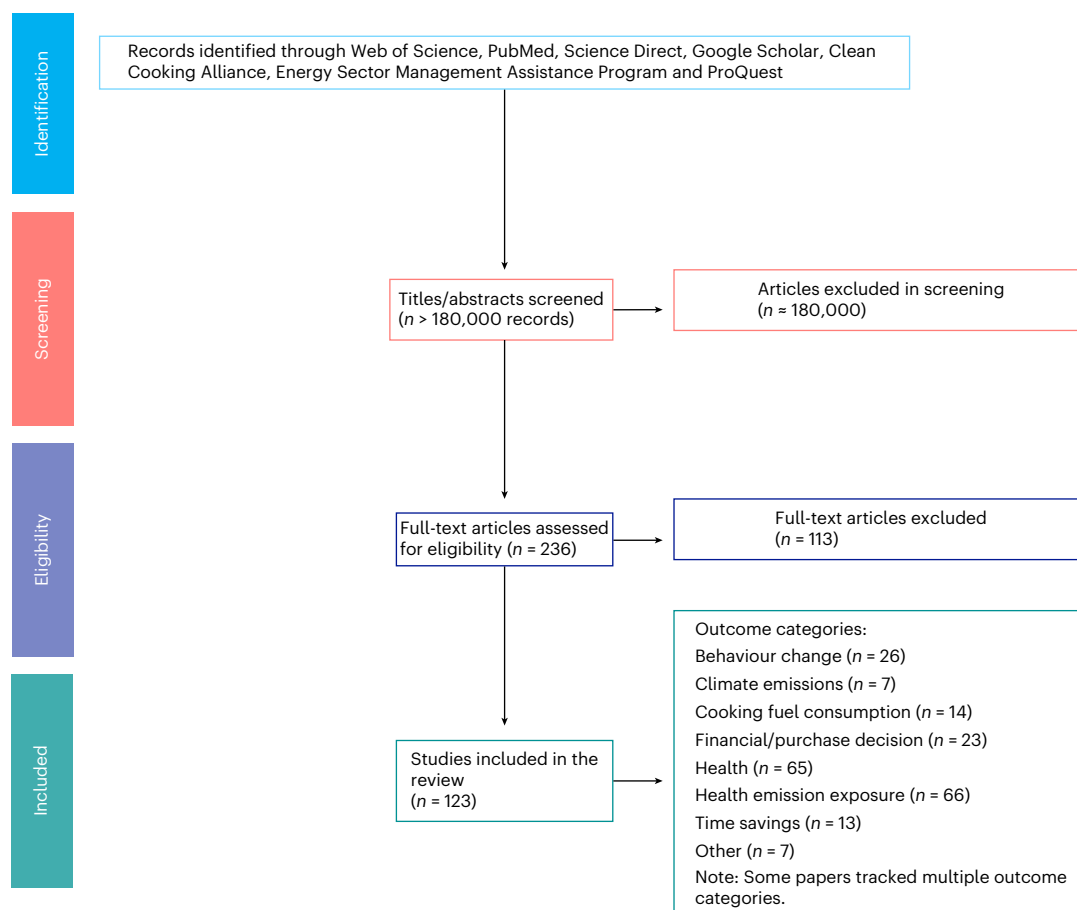 Identification
Records identified through Web of Science, PubMed, Science Direct, Google Scholar, Clean
Cooking Alliance, Energy Sector Management Assistance Program and ProQuest
Screening
Titles/abstracts screened
(n > 180,000 records)
Articles excluded in screening
(n ≈ 180,000)
Eligibility
Full-text articles assessed
for eligibility (n = 236)
Full-text articles excluded
(n = 113)
Included
Studies included in the
review
(n = 123)
Outcome categories:
Behaviour change (n = 26)
Climate emissions (n = 7)
Cooking fuel consumption (n = 14)
Financial/purchase decision (n = 23)
Health (n = 65)
Health emission exposure (n = 66)
Time savings (n = 13)
Other (n = 7)
Note: Some papers tracked multiple outcome
categories.